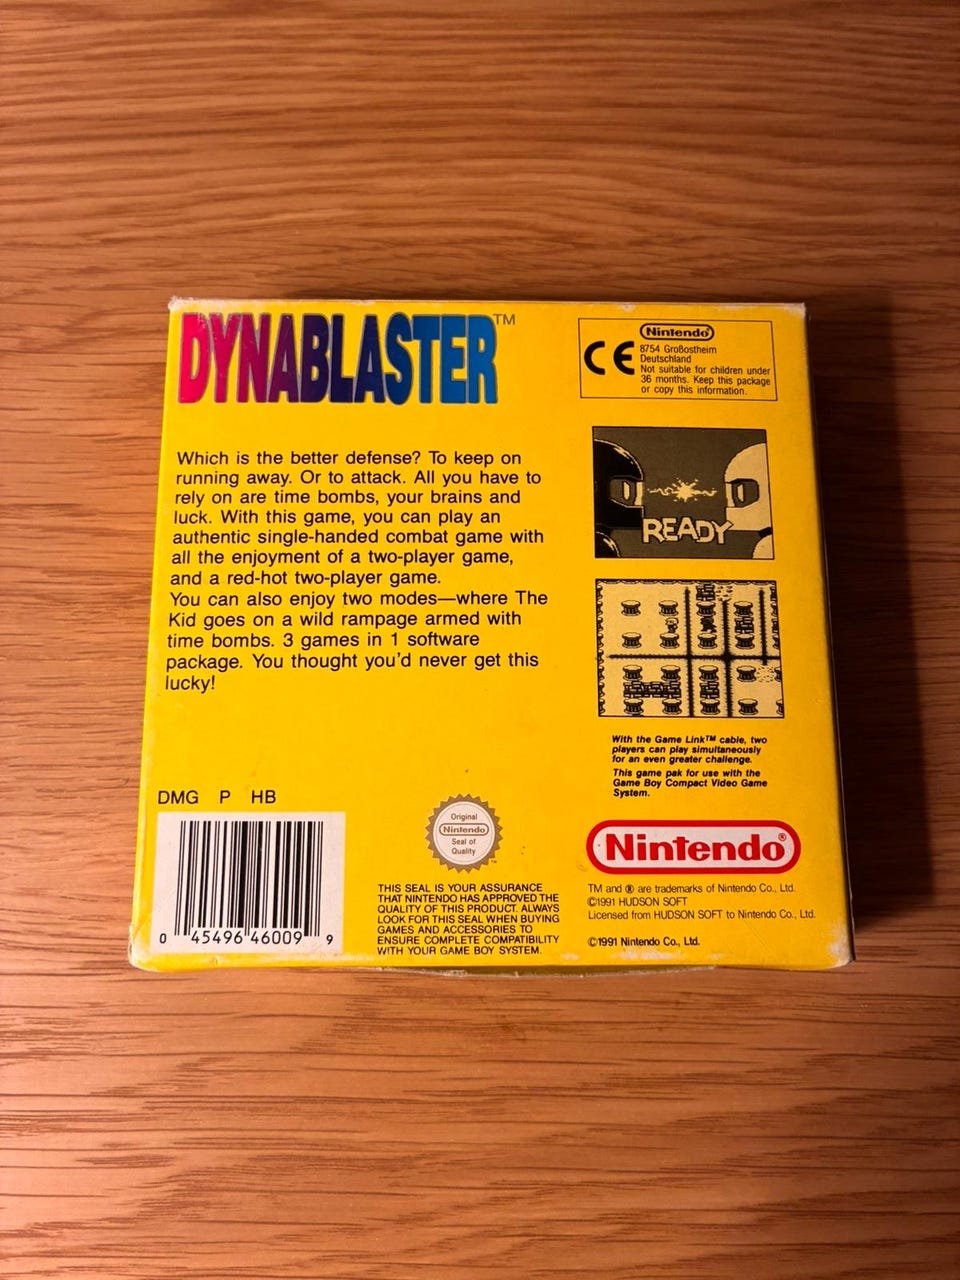 DYNABLASTER™
Nintendo®
CE
8754 Großostheim
Deutschland
Not suitable for children under
36 months. Keep this package
or copy this information.
Which is the better defense? To keep on
running away. Or to attack. All you have to
rely on are time bombs, your brains and
luck. With this game, you can play an
authentic single-handed combat game with
all the enjoyment of a two-player game,
and a red-hot two-player game.
You can also enjoy two modes—where The
Kid goes on a wild rampage armed with
time bombs. 3 games in 1 software
package. You thought you'd never get this
lucky!
READY
With the Game Link™ cable, two
players can play simultaneously
for an even greater challenge.
This game pak for use with the
Game Boy Compact Video Game
System.
DMG P HB
0 45496 46009 9
Original
Nintendo
Seal of
Quality
™
THIS SEAL IS YOUR ASSURANCE
THAT NINTENDO HAS APPROVED THE
QUALITY OF THIS PRODUCT. ALWAYS
LOOK FOR THIS SEAL WHEN BUYING
GAMES AND ACCESSORIES TO
ENSURE COMPLETE COMPATIBILITY
WITH YOUR GAME BOY SYSTEM.
Nintendo®
TM and ® are trademarks of Nintendo Co., Ltd.
©1991 HUDSON SOFT
Licensed from HUDSON SOFT to Nintendo Co., Ltd.
©1991 Nintendo Co., Ltd.